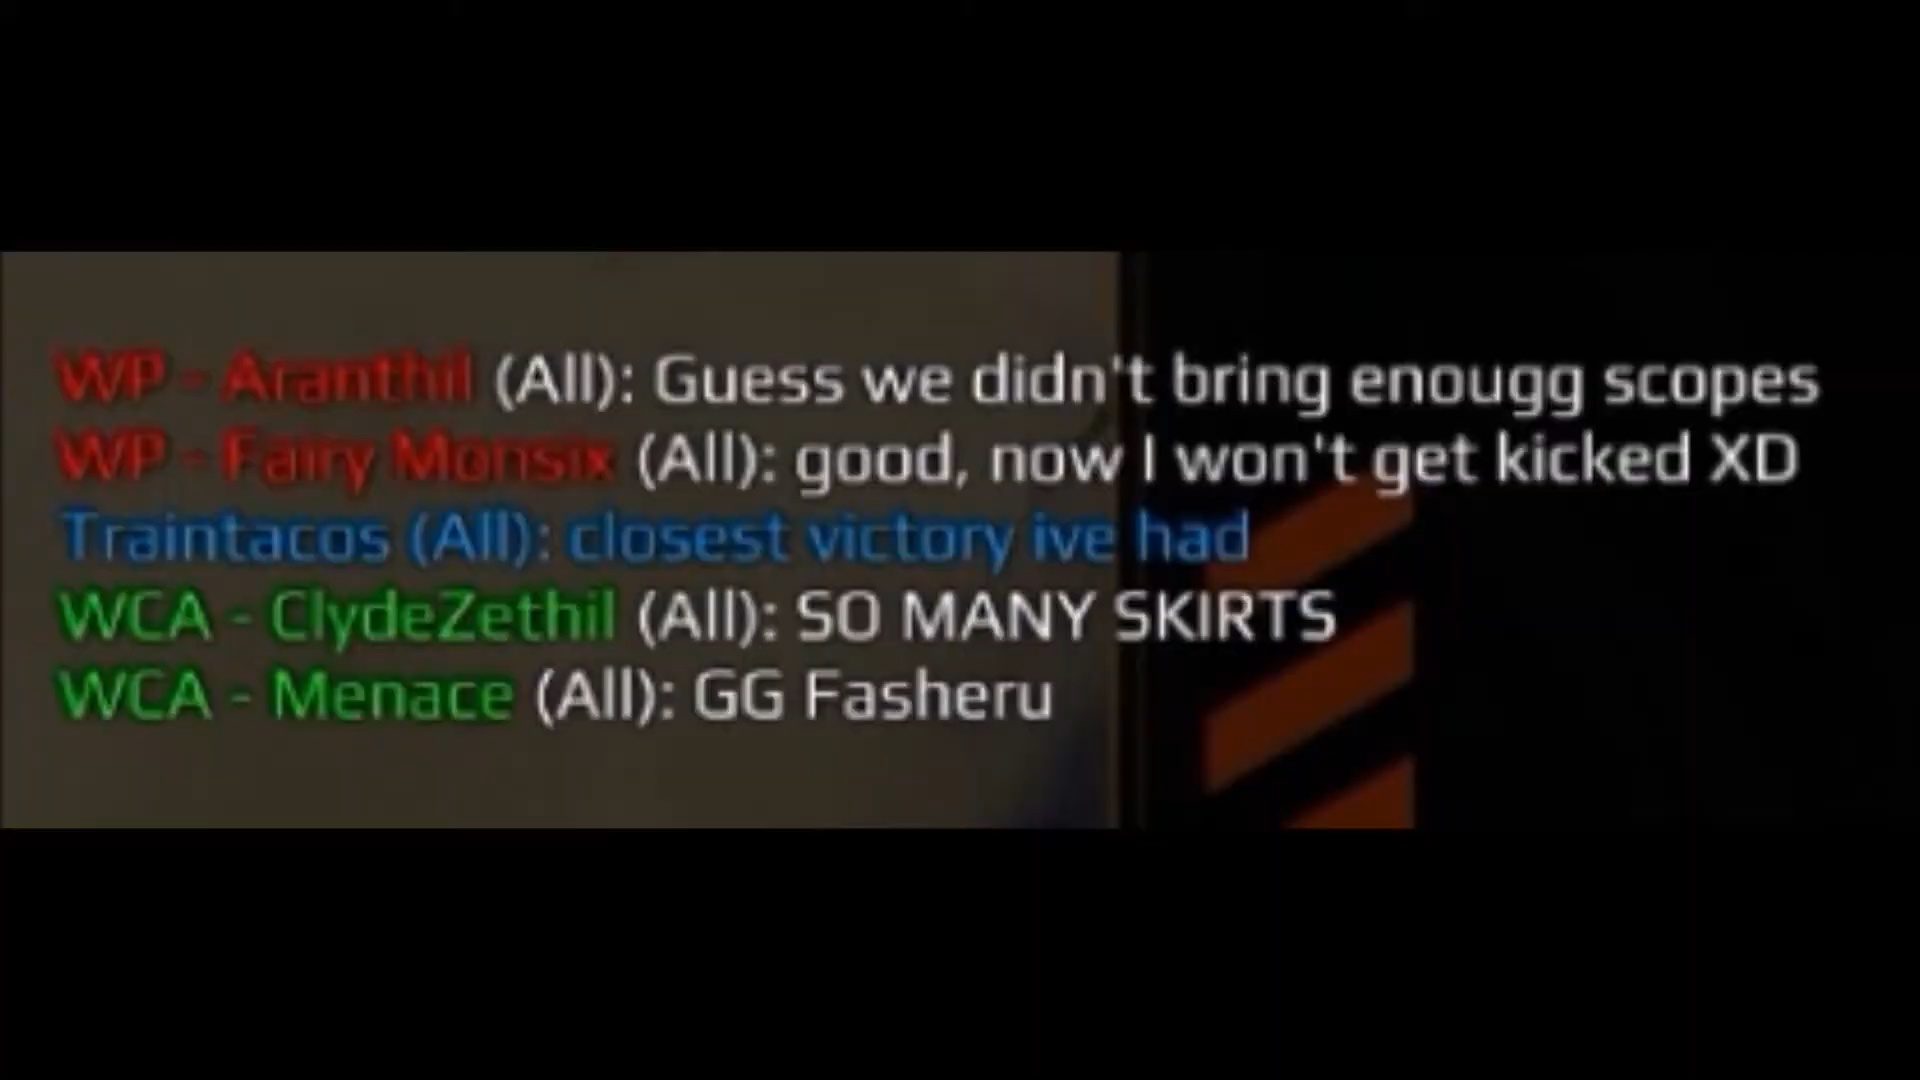 WP - Aranthil (All): Guess we didn't bring enougg scopes
WP - Fairy Monsix (All): good, now I won't get kicked XD
Traintacos (All): closest victory ive had
WCA - ClydeZethil (All): SO MANY SKIRTS
WCA - Menace (All): GG Fasheru